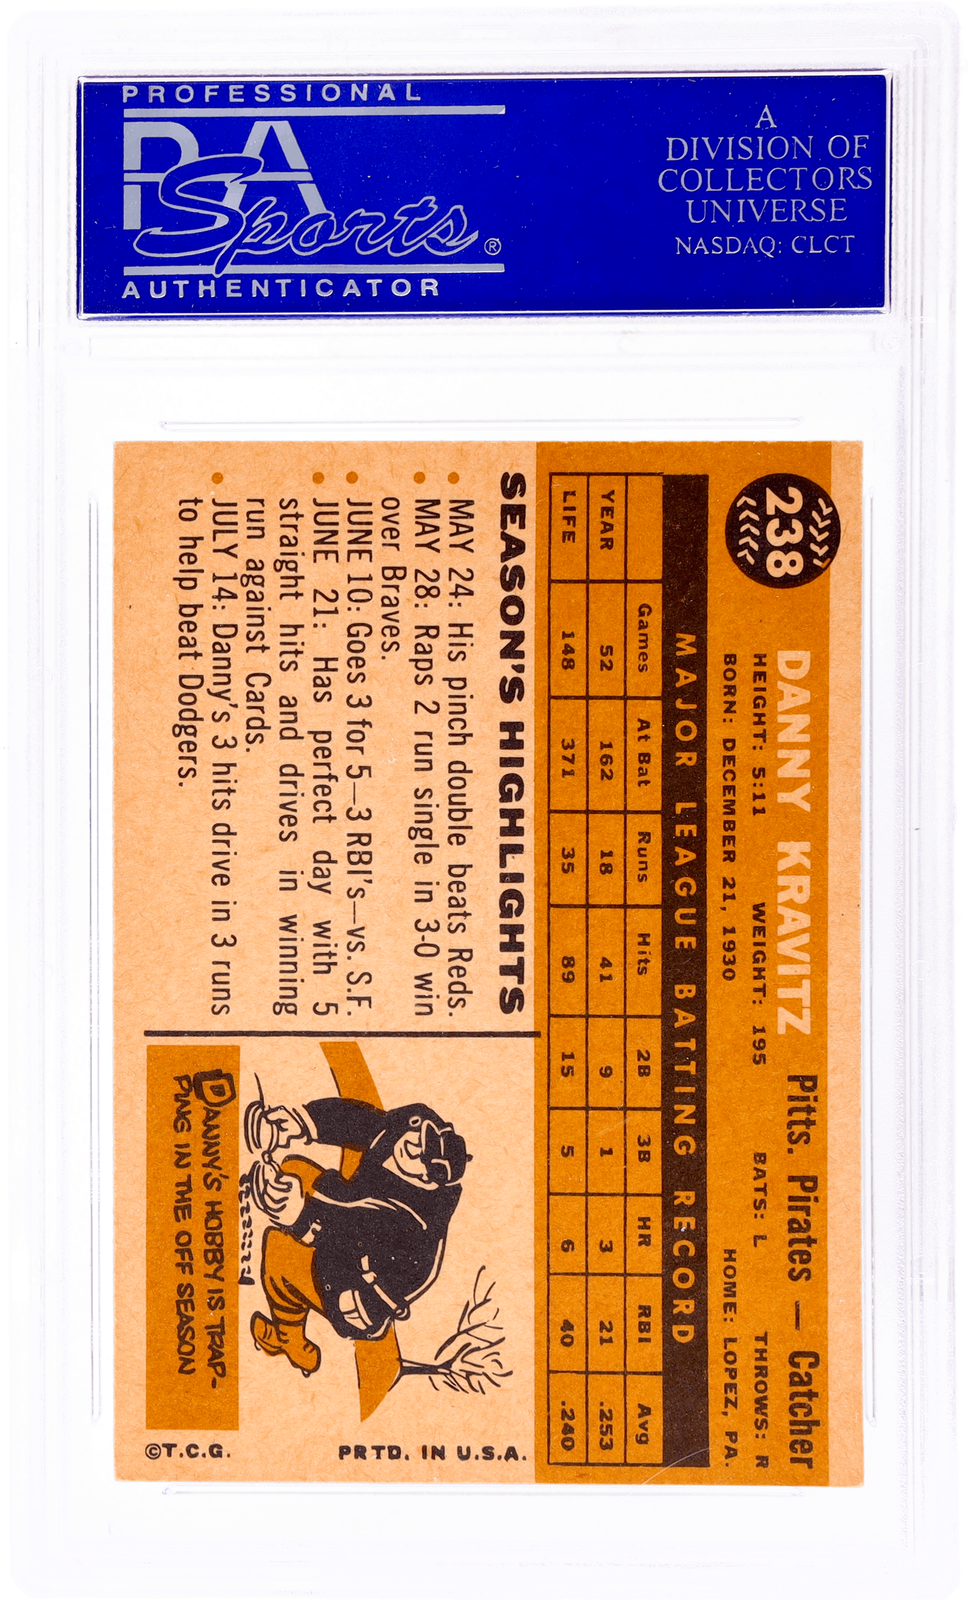 PROFESSIONAL
PSA
Sports®
AUTHENTICATOR
A
DIVISION OF
COLLECTORS
UNIVERSE
NASDAQ: CLCT
238
DANNY KRAVITZ Pitts. Pirates — Catcher
HEIGHT: 5:11 WEIGHT: 195 BATS: L THROWS: R
BORN: DECEMBER 21, 1930 HOME: LOPEZ, PA.
MAJOR LEAGUE BATTING RECORD
Games At Bat Runs Hits 2B 3B HR RBI Avg
YEAR 52 162 18 41 9 1 3 21 .253
LIFE 148 371 35 89 15 5 6 40 .240
SEASON'S HIGHLIGHTS
• MAY 24: His pinch double beats Reds.
• MAY 28: Raps 2 run single in 3-0 win
over Braves.
• JUNE 10: Goes 3 for 5—3 RBI's—vs. S.F.
• JUNE 21: Has perfect day with 5
straight hits and drives in winning
run against Cards.
• JULY 14: Danny's 3 hits drive in 3 runs
to help beat Dodgers.
DANNY'S HOBBY IS TRAP-
PING IN THE OFF SEASON
©T.C.G. PRTD. IN U.S.A.